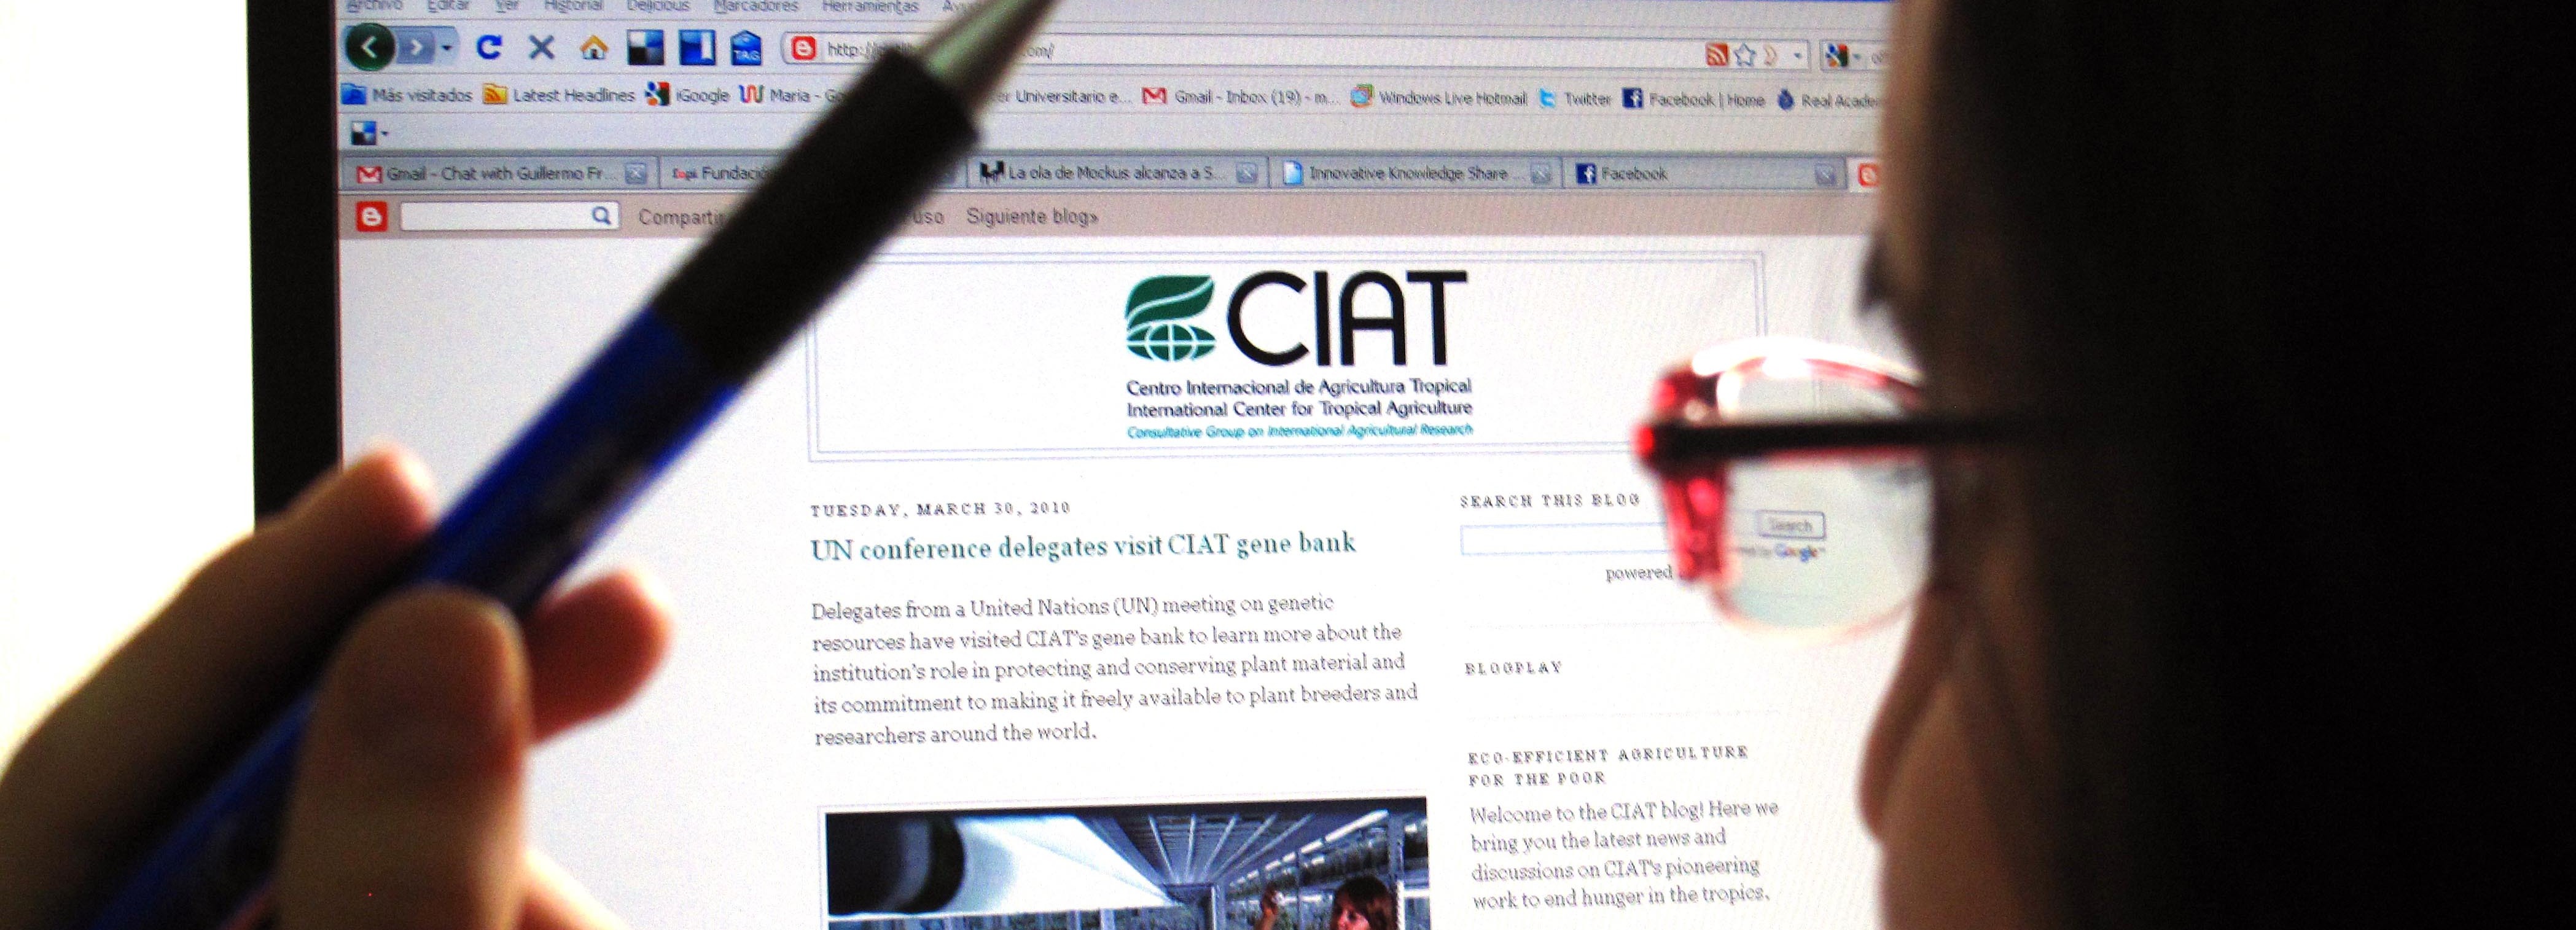 Archivo Editar Ver Historial Delicious Marcadores Herramientas
http:// com/
Más visitados Latest Headlines iGoogle Maria - Universitario e... Gmail - Inbox (19) - m... Windows Live Hotmail Twitter Facebook | Home Real
Gmail - Chat with Guillermo Fr... La ola de Mockus alcanza a S... Innovative Knowledge Share ... Facebook
uso Siguiente blog»
CIAT
Centro Internacional de Agricultura Tropical
International Center for Tropical Agriculture
Consultative Group on International Agricultural Research
TUESDAY, MARCH 30, 2010
UN conference delegates visit CIAT gene bank
Delegates from a United Nations (UN) meeting on genetic
resources have visited CIAT's gene bank to learn more about the
institution's role in protecting and conserving plant material and
its commitment to making it freely available to plant breeders and
researchers around the world.
SEARCH THIS BLOG
Search
powered by Google™
BLOGPLAY
ECO-EFFICIENT AGRICULTURE
FOR THE POOR
Welcome to the CIAT blog! Here we
bring you the latest news and
discussions on CIAT's pioneering
work to end hunger in the tropics.